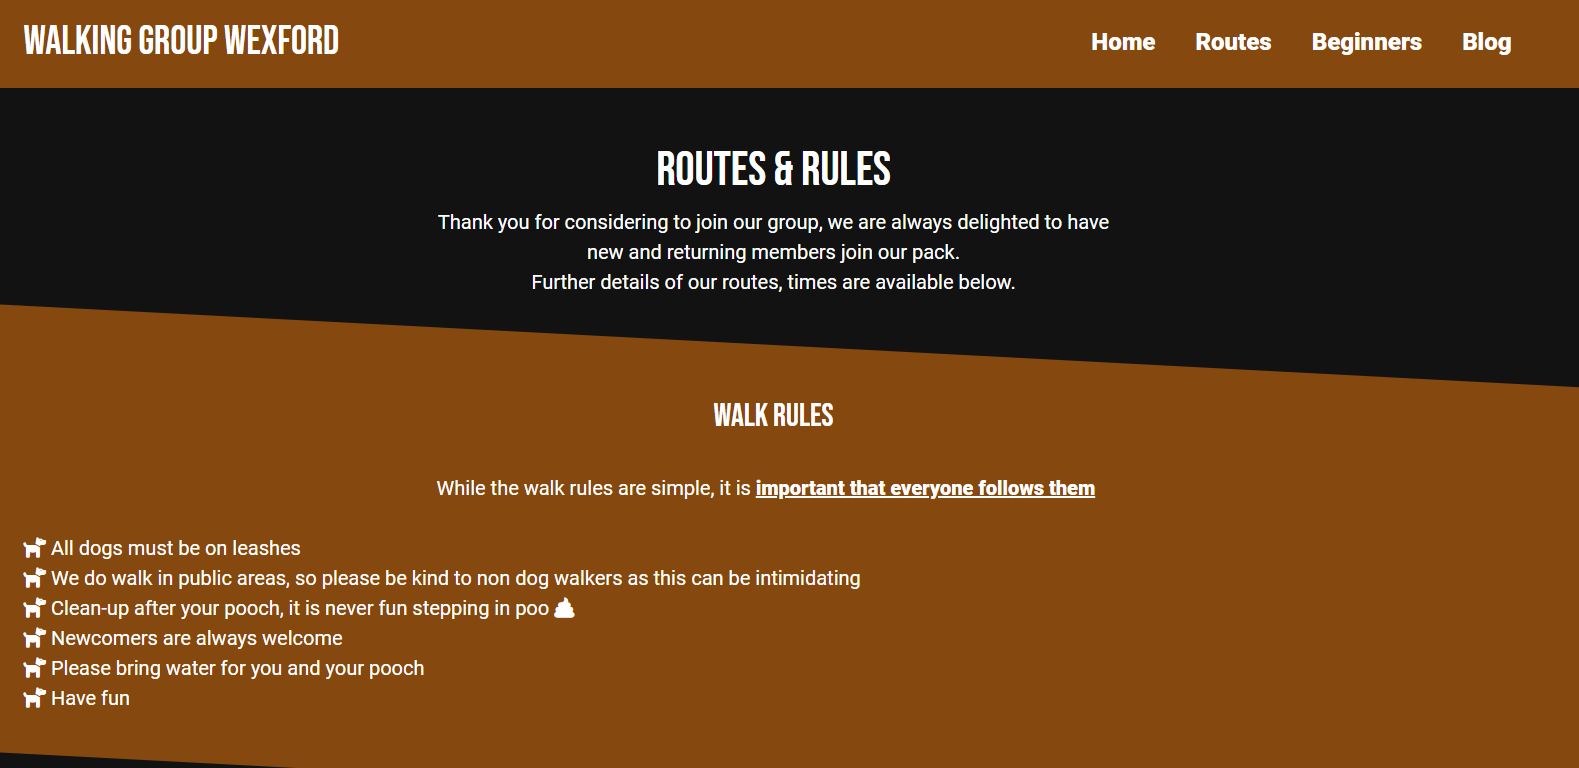 WALKING GROUP WEXFORD
Home Routes Beginners Blog
ROUTES & RULES
Thank you for considering to join our group, we are always delighted to have
new and returning members join our pack.
Further details of our routes, times are available below.
WALK RULES
While the walk rules are simple, it is important that everyone follows them
All dogs must be on leashes
We do walk in public areas, so please be kind to non dog walkers as this can be intimidating
Clean-up after your pooch, it is never fun stepping in poo
Newcomers are always welcome
Please bring water for you and your pooch
Have fun